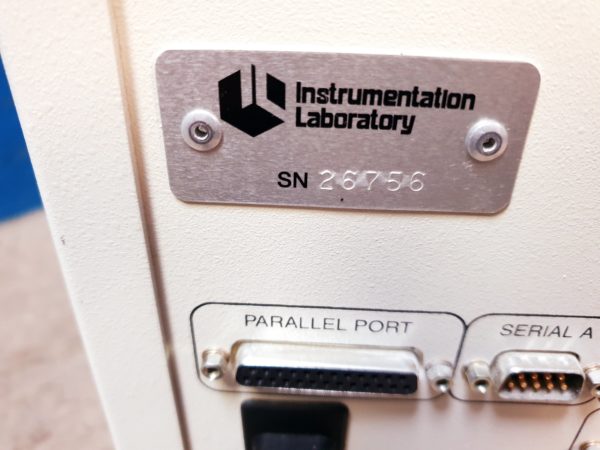 Instrumentation
Laboratory
SN 26756
PARALLEL PORT
SERIAL A